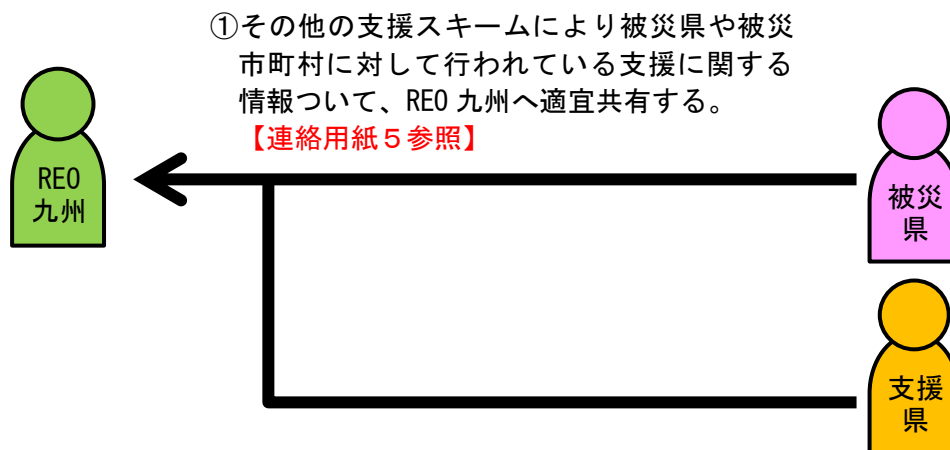 ①その他の支援スキームにより被災県や被災
市町村に対して行われている支援に関する
情報ついて、REO 九州へ適宜共有する。
【連絡用紙５参照】
REO
九州
被災
県
支援
県